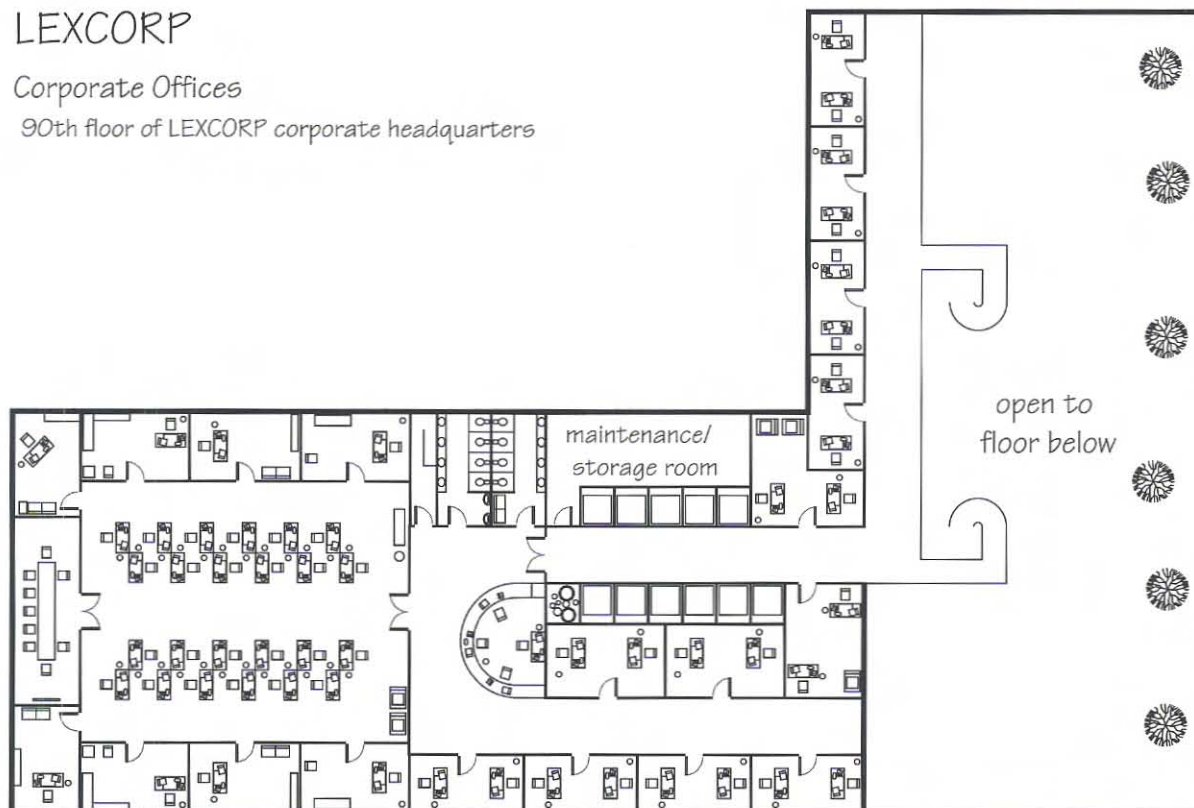 LEXCORP
Corporate Offices
90th floor of LEXCORP corporate headquarters
maintenance/
storage room
open to
floor below